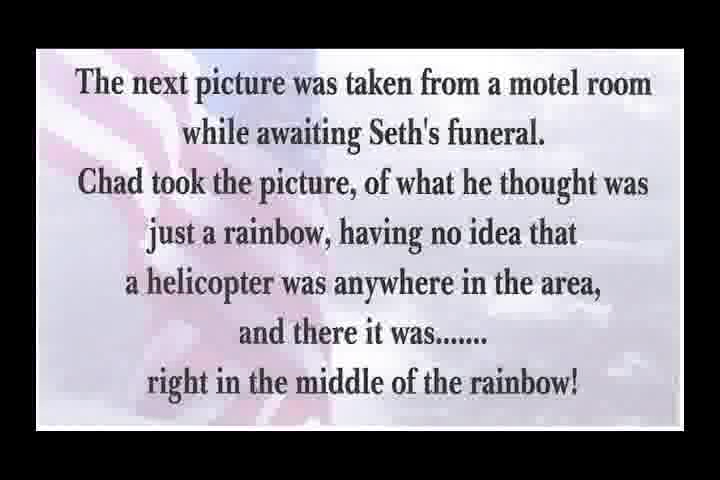 The next picture was taken from a motel room
while awaiting Seth's funeral.
Chad took the picture, of what he thought was
just a rainbow, having no idea that
a helicopter was anywhere in the area,
and there it was.......
right in the middle of the rainbow!